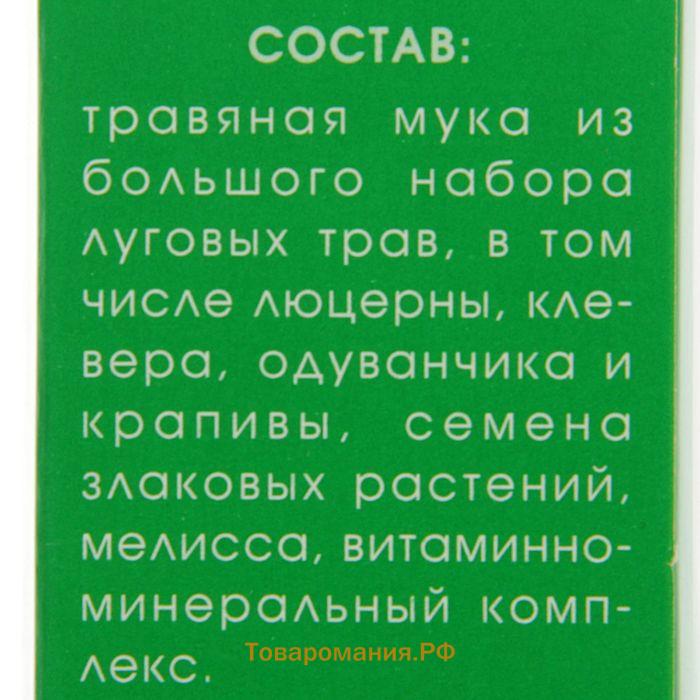 СОСТАВ:
травяная мука из
большого набора
луговых трав, в том
числе люцерны, кле-
вера, одуванчика и
крапивы, семена
злаковых растений,
мелисса, витаминно-
минеральный комп-
лекс.
Товаромания.РФ